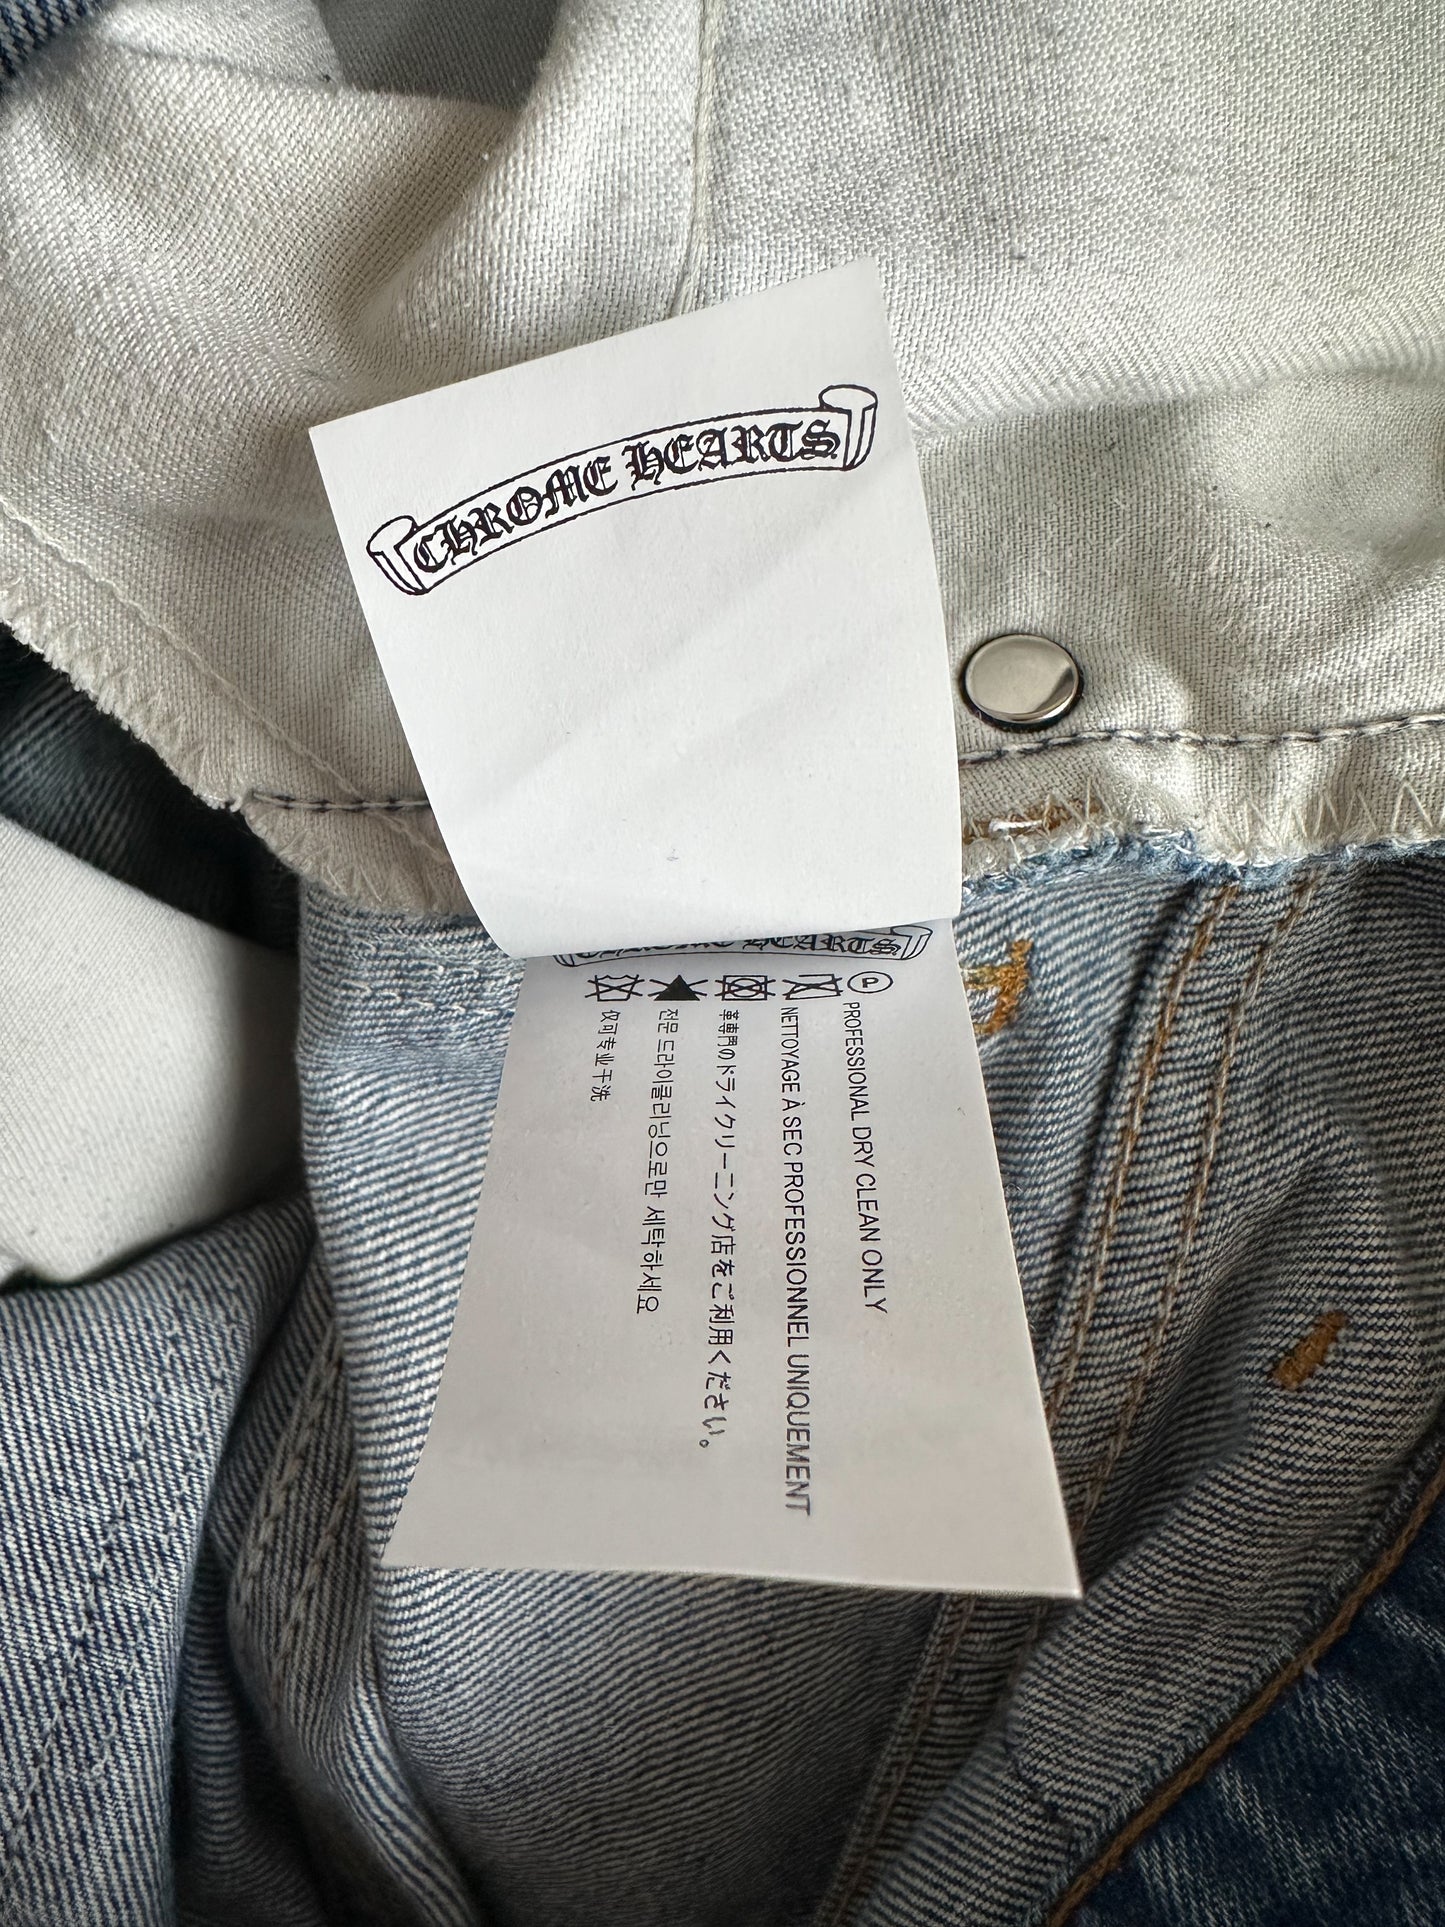 CHROME HEARTS
CHROME HEARTS
P
PROFESSIONAL DRY CLEAN ONLY
NETTOYAGE À SEC PROFESSIONNEL UNIQUEMENT
革専門のドライクリーニング店をご利用ください。
전문 드라이클리닝으로만 세탁하세요
仅可专业干洗